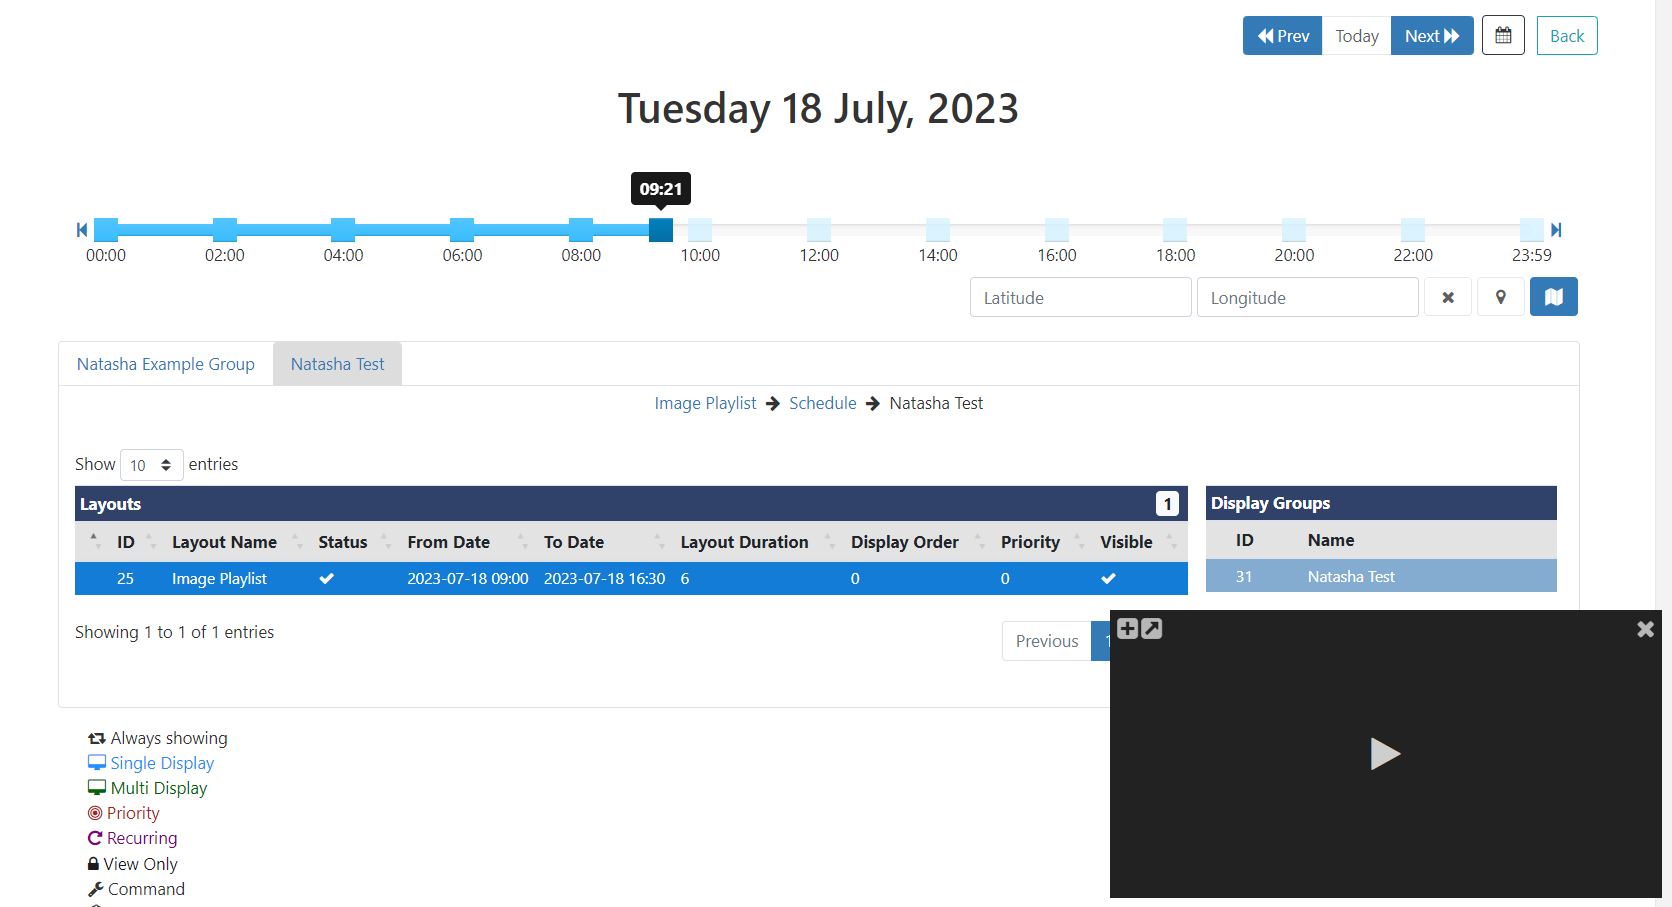 Prev Today Next Back
Tuesday 18 July, 2023
09:21
00:00 02:00 04:00 06:00 08:00 10:00 12:00 14:00 16:00 18:00 20:00 22:00 23:59
Latitude Longitude
Natasha Example Group Natasha Test
Image Playlist Schedule Natasha Test
Show 10 entries
Layouts 1
ID Layout Name Status From Date To Date Layout Duration Display Order Priority Visible
25 Image Playlist 2023-07-18 09:00 2023-07-18 16:30 6 0 0
Display Groups
ID Name
31 Natasha Test
Showing 1 to 1 of 1 entries
Previous 1
Always showing
Single Display
Multi Display
Priority
Recurring
View Only
Command